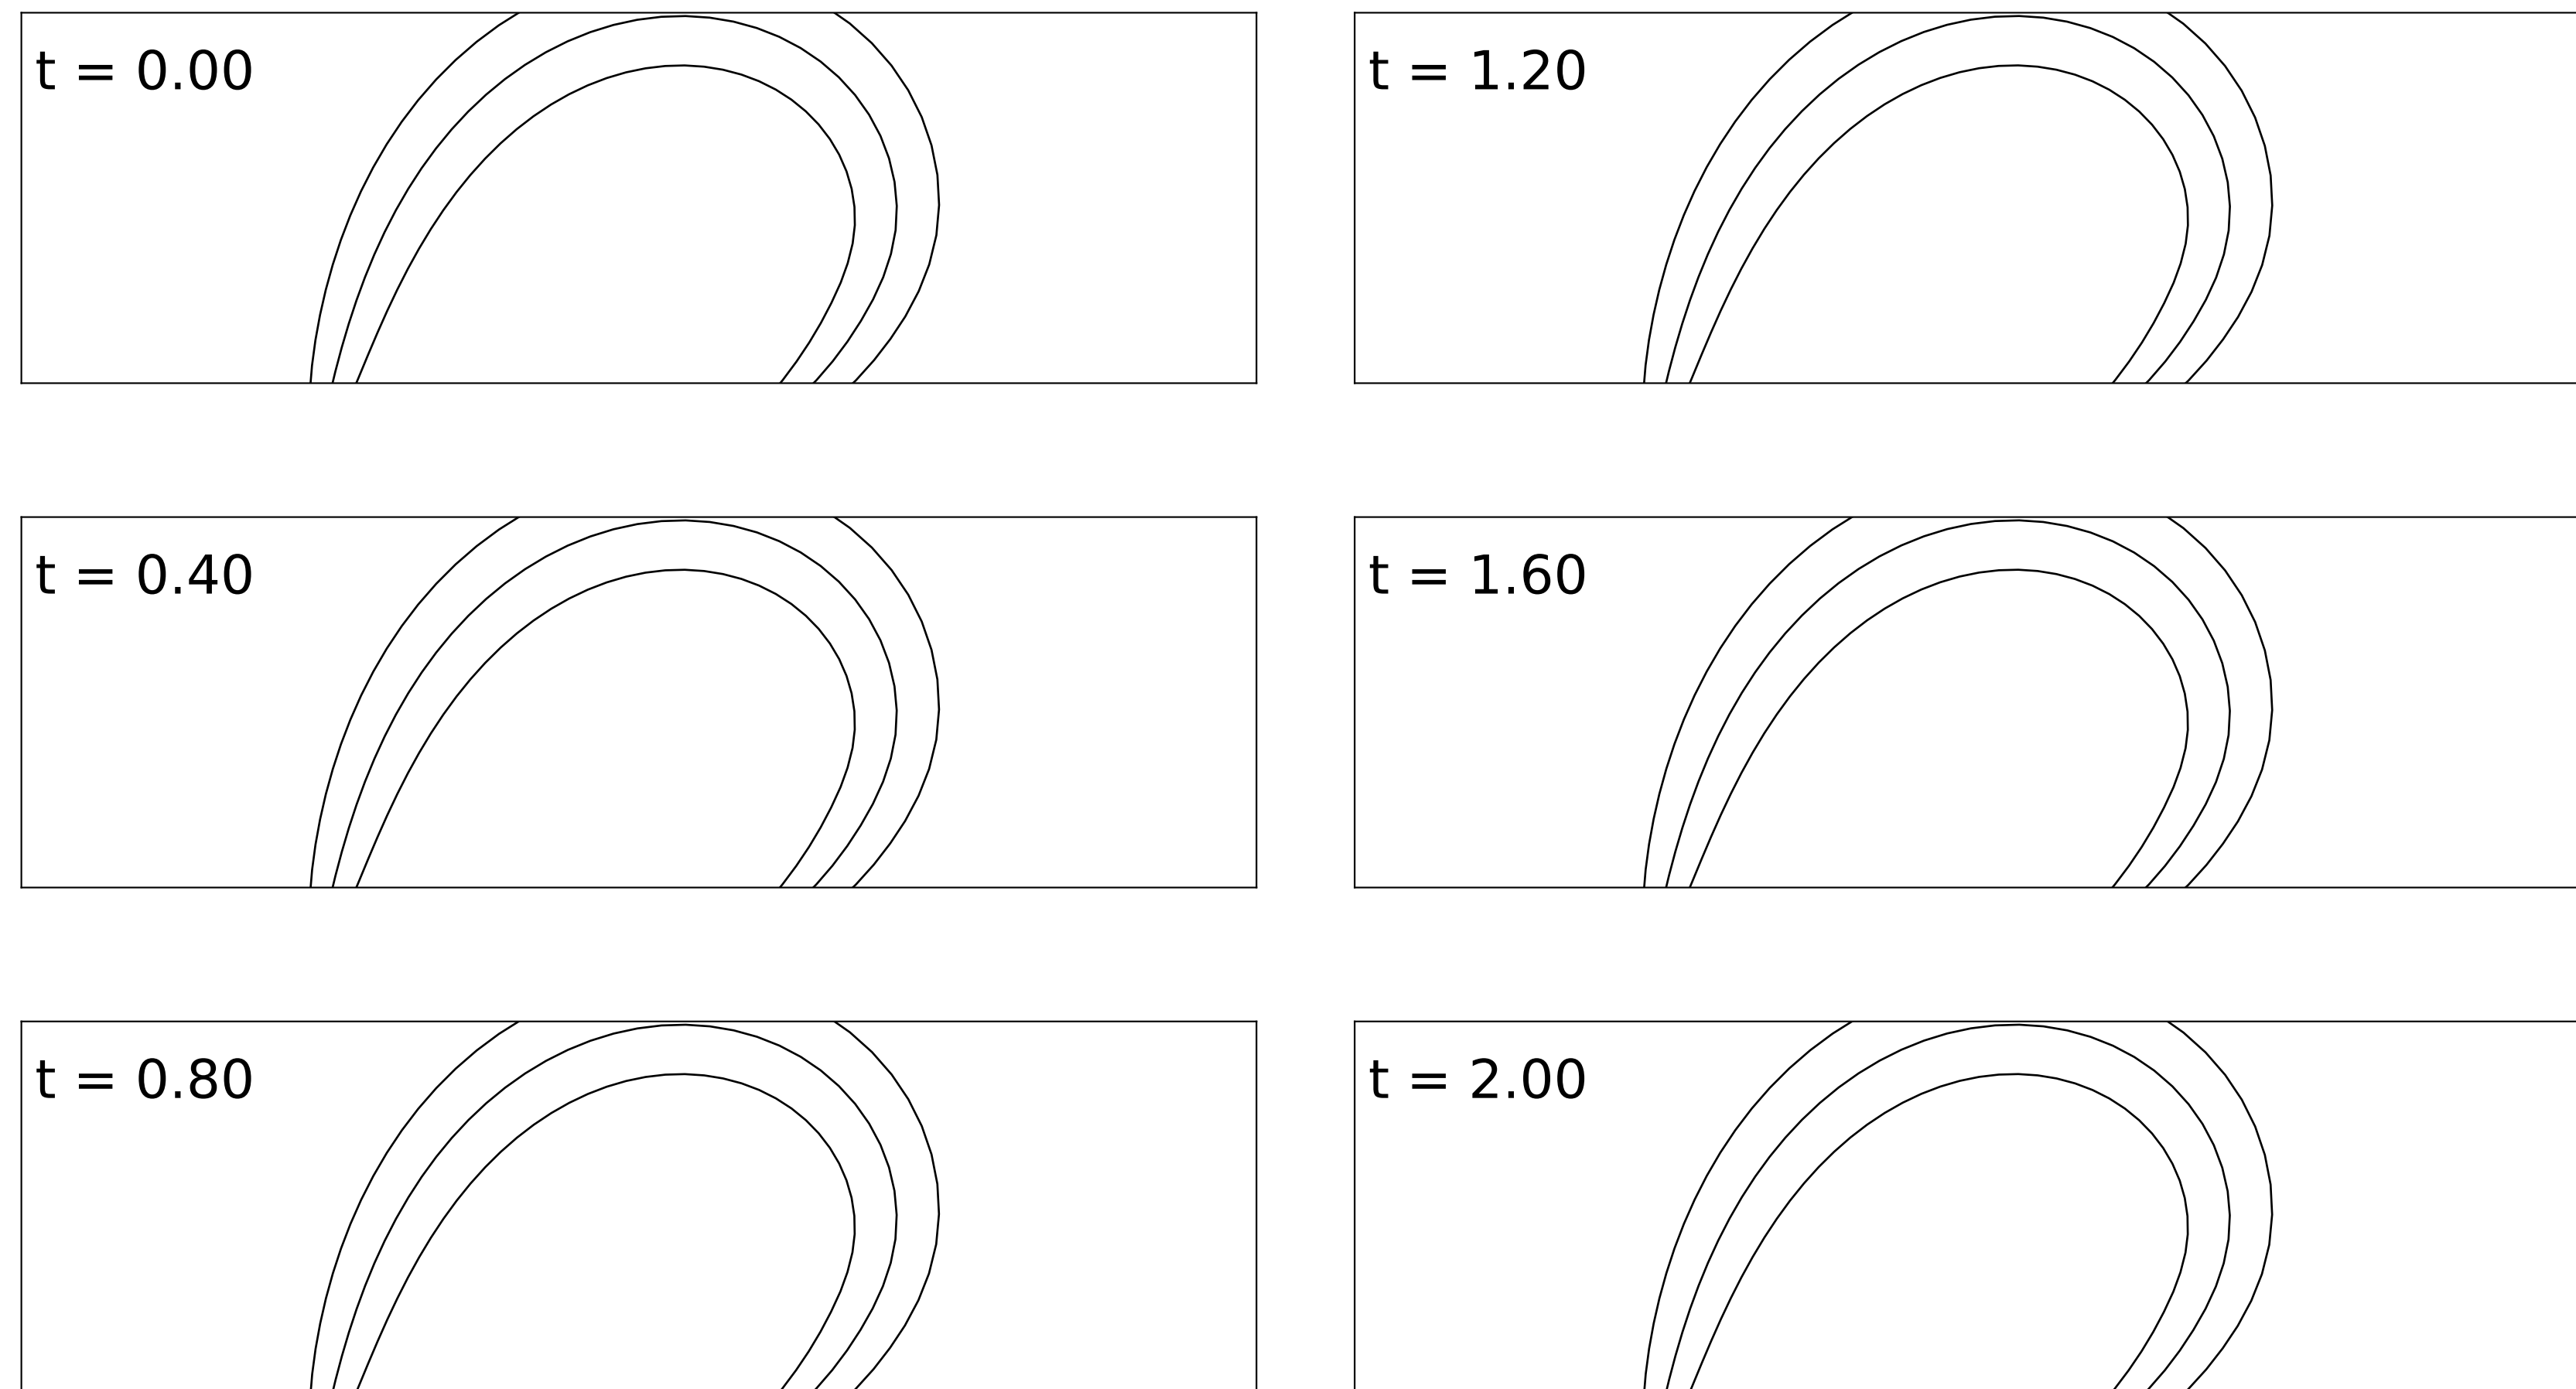 t = 0.00
t = 1.20
t = 0.40
t = 1.60
t = 0.80
t = 2.00